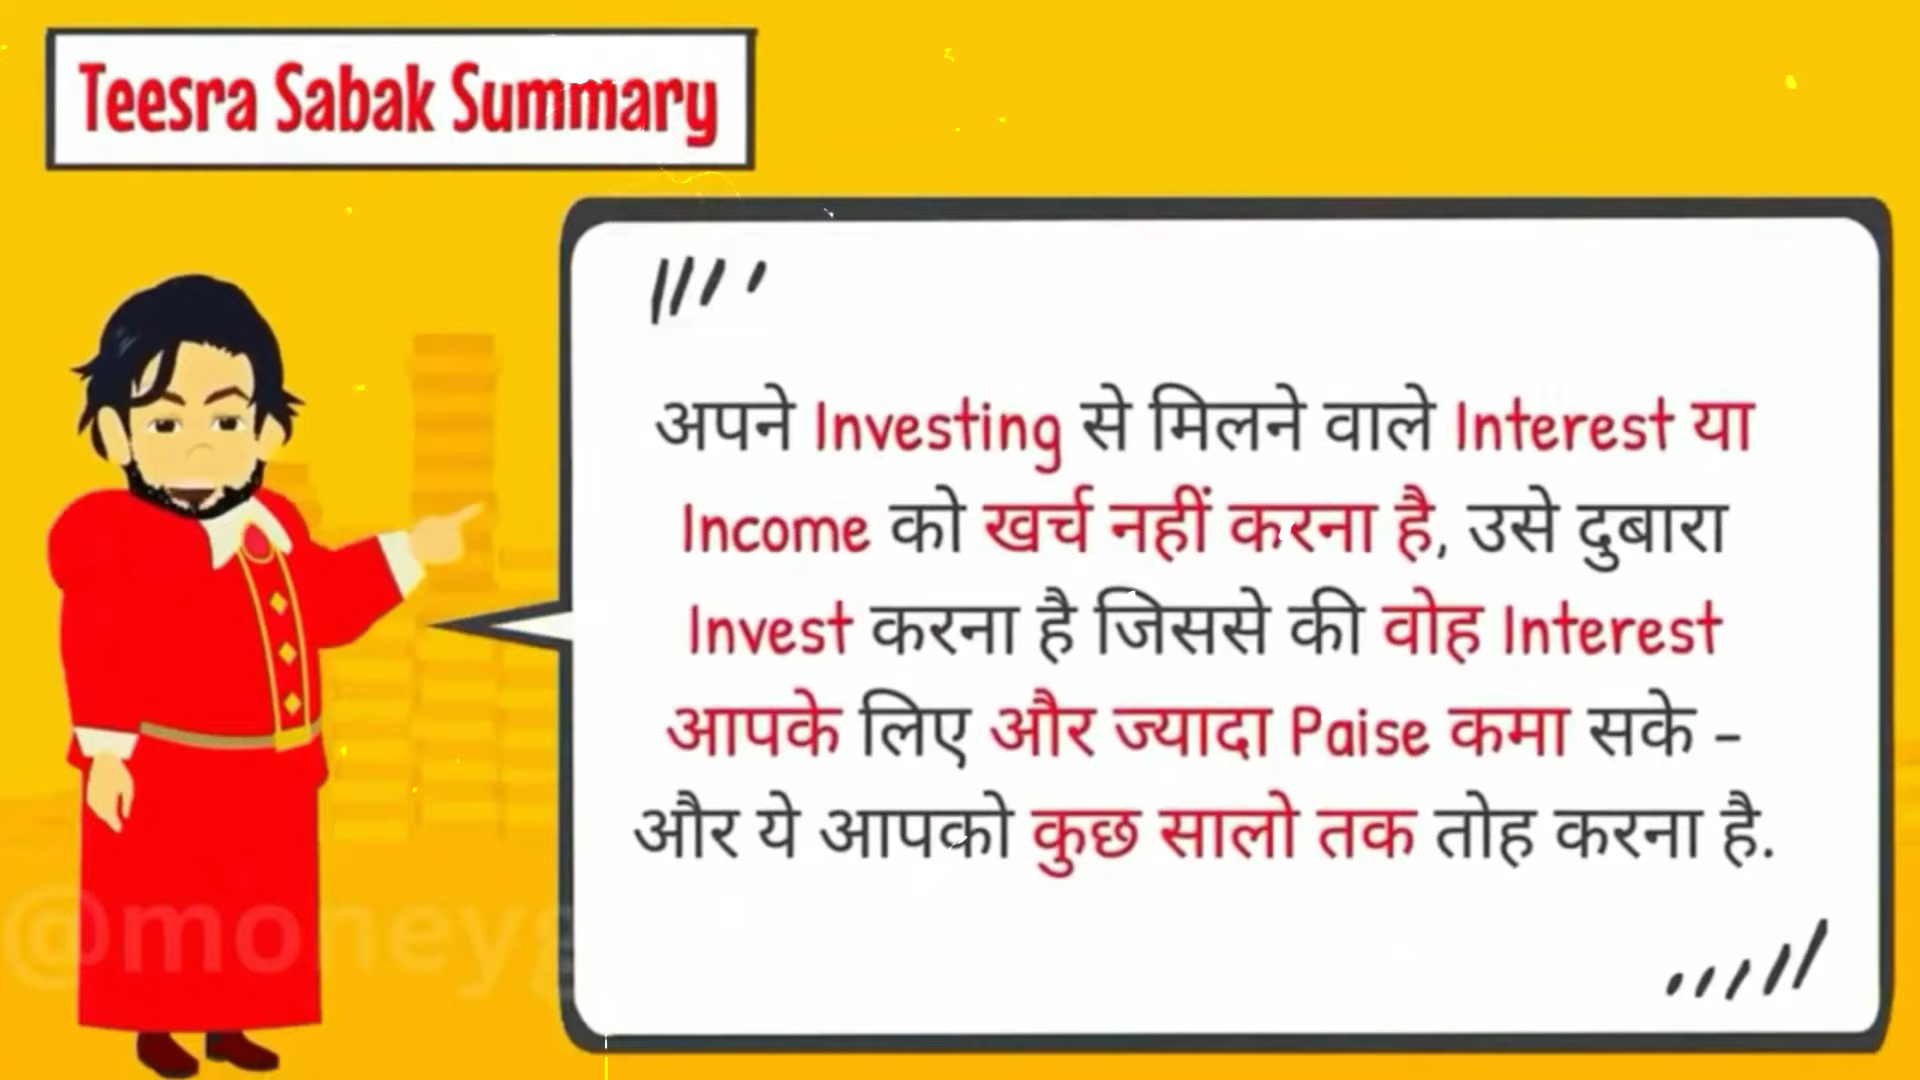 Teesra Sabak Summary
अपने Investing से मिलने वाले Interest या
Income को खर्च नहीं करना है, उसे दुबारा
Invest करना है जिससे की वोह Interest
आपके लिए और ज्यादा Paise कमा सके –
और ये आपको कुछ सालो तक तोह करना है.
@moneyg